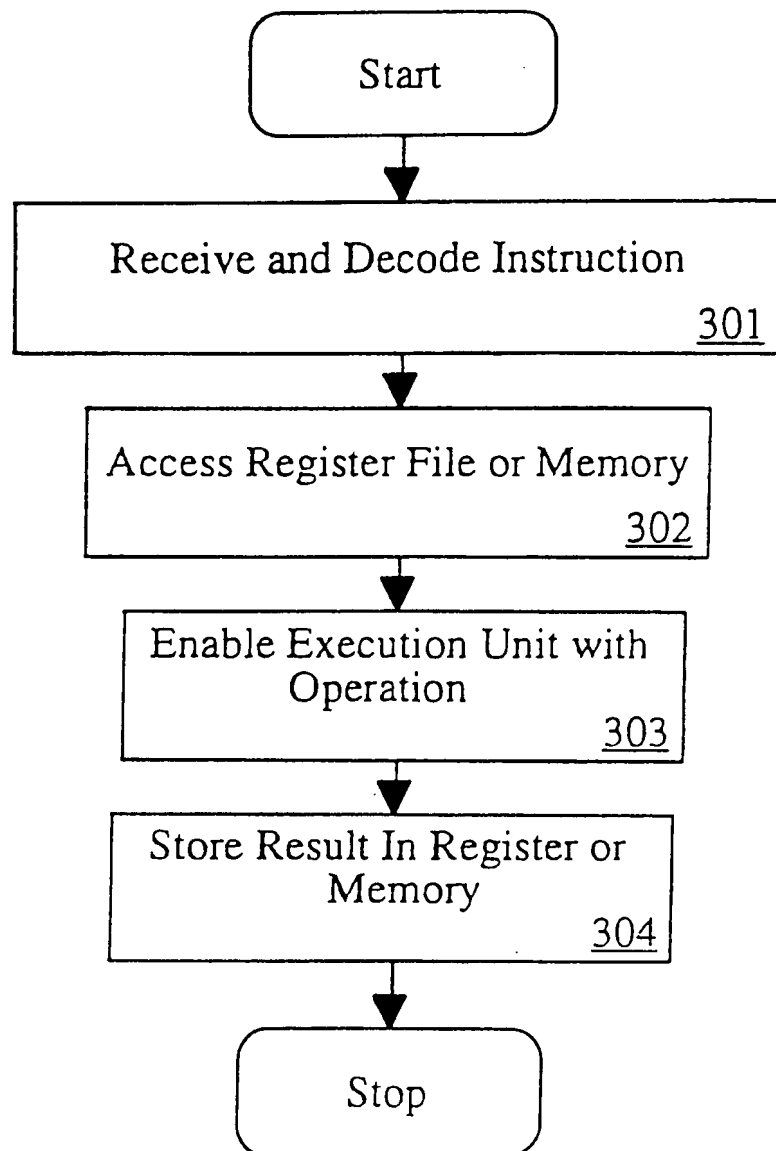 Start
Receive and Decode Instruction
301
Access Register File or Memory
302
Enable Execution Unit with
Operation
303
Store Result In Register or
Memory
304
Stop